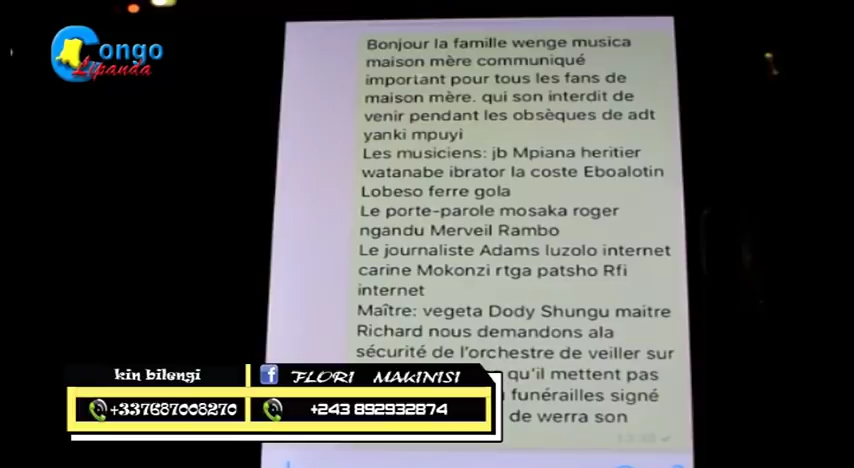 Congo
Lipanda
Bonjour la famille wenge musica
maison mère communiqué
important pour tous les fans de
maison mère. qui son interdit de
venir pendant les obsèques de adt
yanki mpuyi
Les musiciens: jb Mpiana heritier
watanabe ibrator la coste Eboalotin
Lobeso ferre gola
Le porte-parole mosaka roger
ngandu Merveil Rambo
Le journaliste Adams luzolo internet
carine Mokonzi rtga patsho Rfi
internet
Maître: vegeta Dody Shungu maitre
Richard nous demandons ala
sécurité de l'orchestre de veiller sur
qu'il mettent pas
funérailles signé
de werra son
kin bilengi
FLORI MAKINISI
+337687008270
+243 892932874